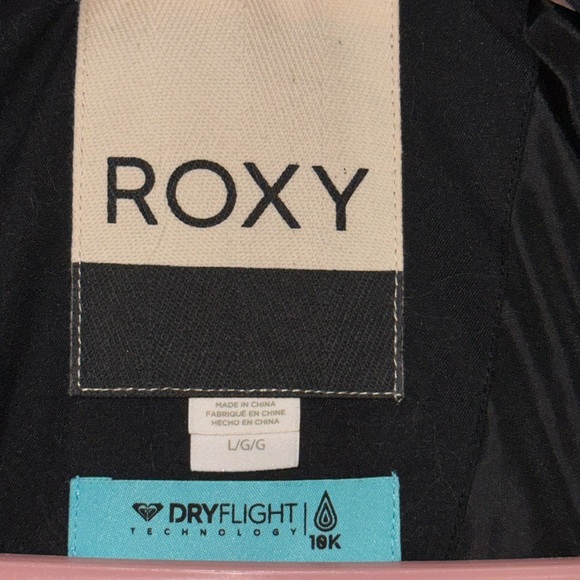 ROXY
MADE IN CHINA
FABRIQUÉ EN CHINE
HECHO EN CHINA
L/G/G
DRYFLIGHT
TECHNOLOGY
10K